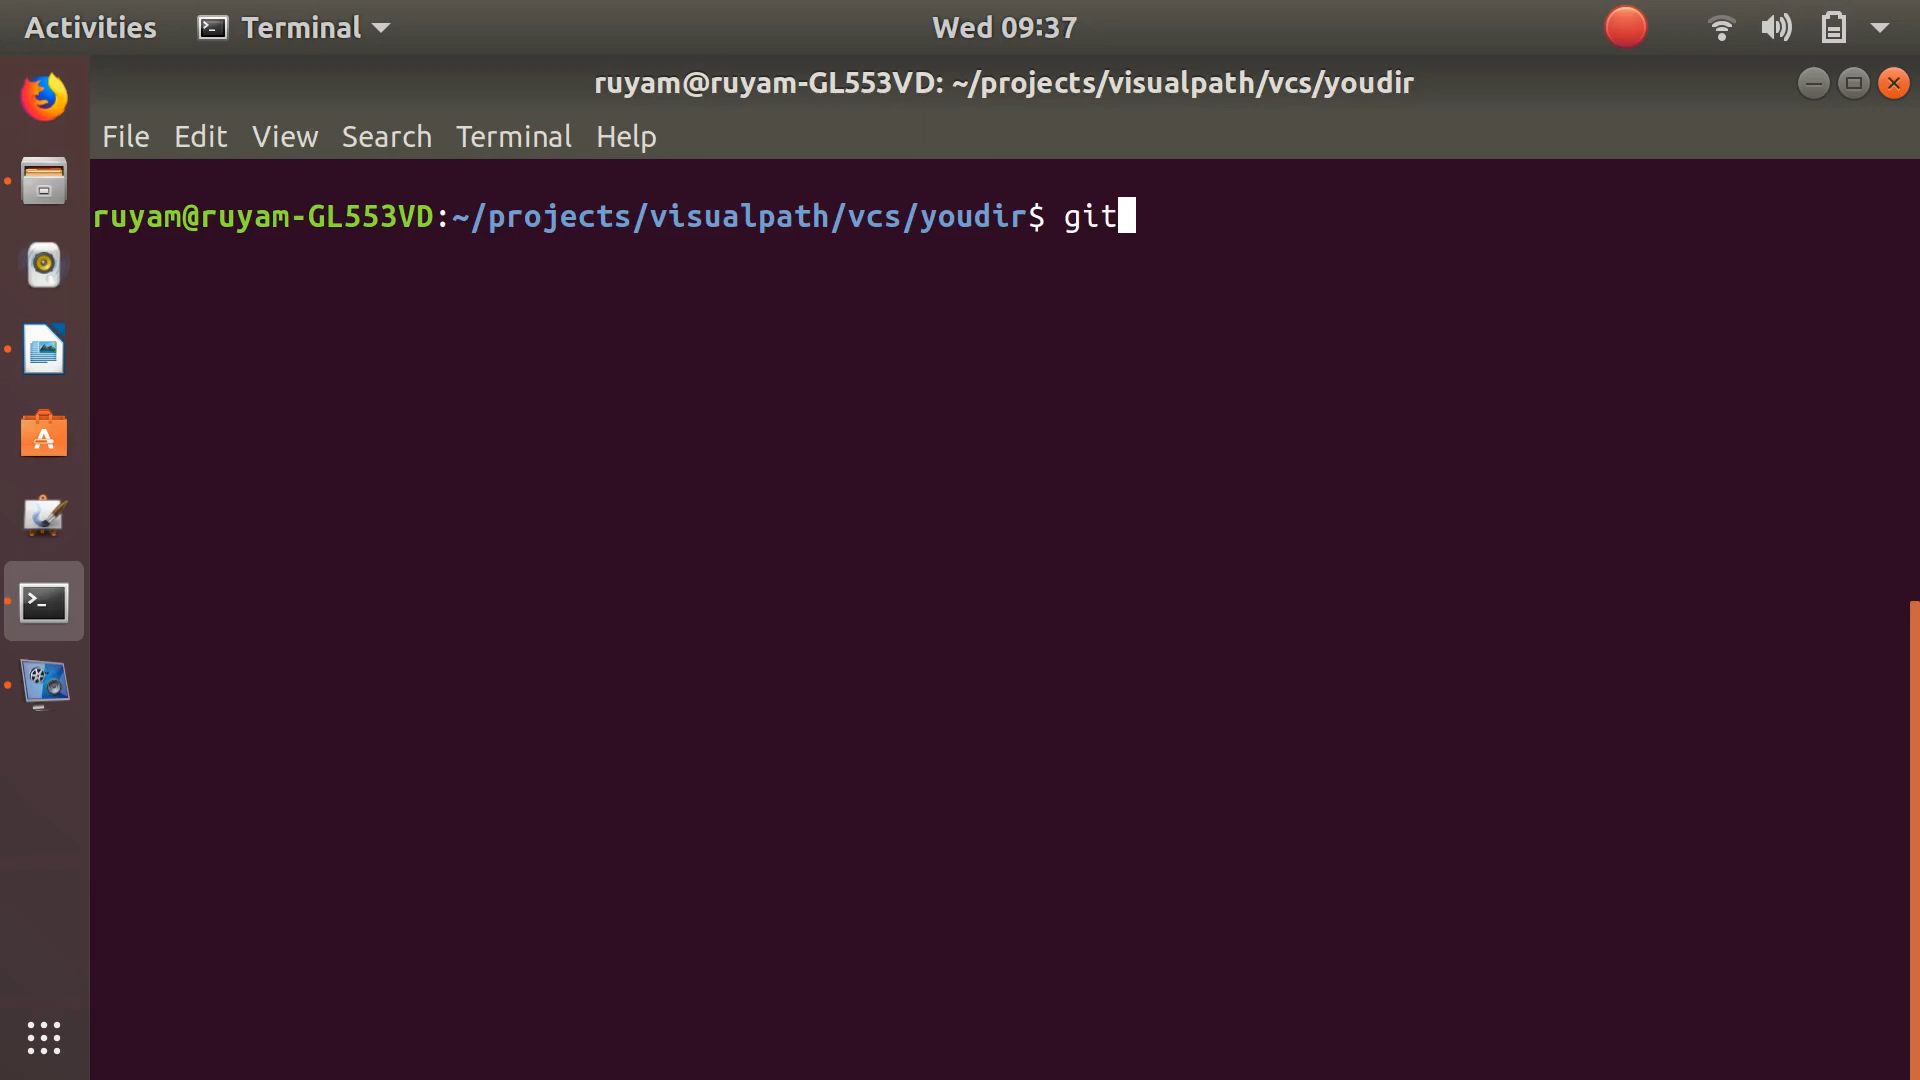 Activities Terminal Wed 09:37
ruyam@ruyam-GL553VD: ~/projects/visualpath/vcs/youdir
File Edit View Search Terminal Help
ruyam@ruyam-GL553VD:~/projects/visualpath/vcs/youdir$ git